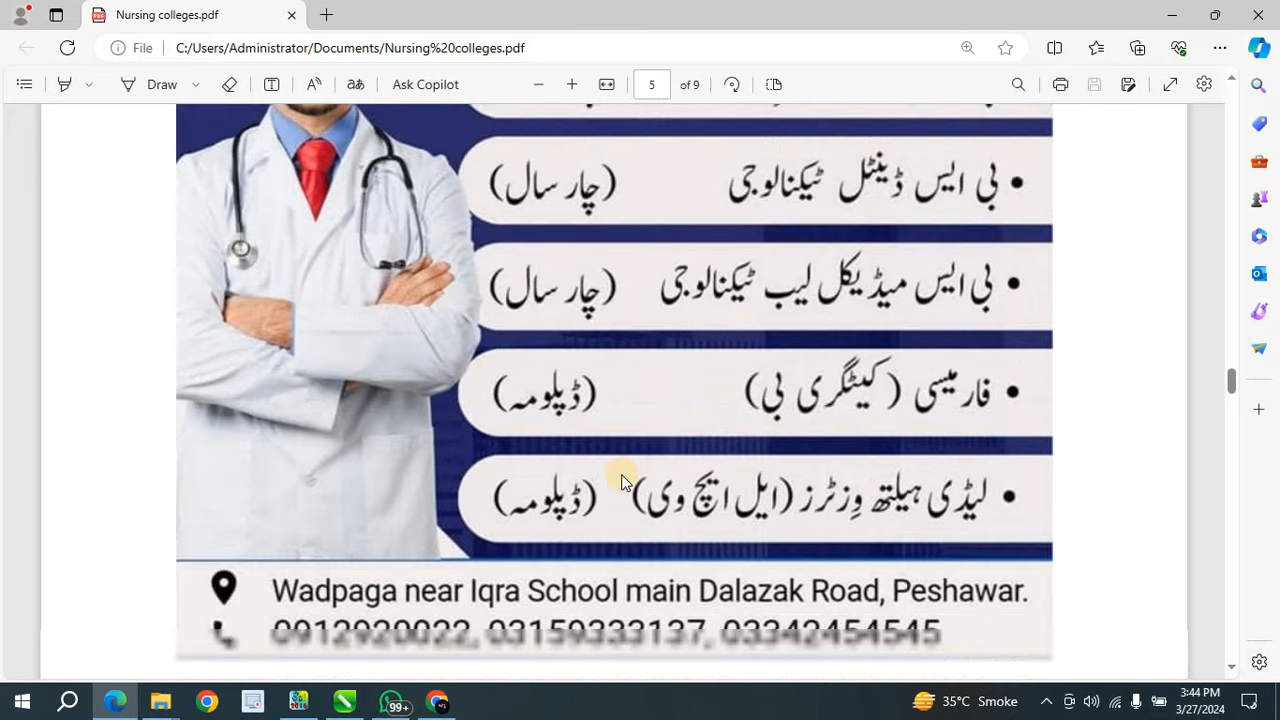 Nursing colleges.pdf
File
C:/Users/Administrator/Documents/Nursing%20colleges.pdf
Draw
Ask Copilot
5
of 9
• بی ایس ڈینٹل ٹیکنالوجی (چار سال)
• بی ایس میڈیکل لیب ٹیکنالوجی (چار سال)
• فارمیسی (کیٹگری بی) (ڈپلومہ)
• لیڈی ہیلتھ وِزٹرز (ایل ایچ وی) (ڈپلومہ)
Wadpaga near Iqra School main Dalazak Road, Peshawar.
99+
35°C Smoke
3:44 PM
3/27/2024